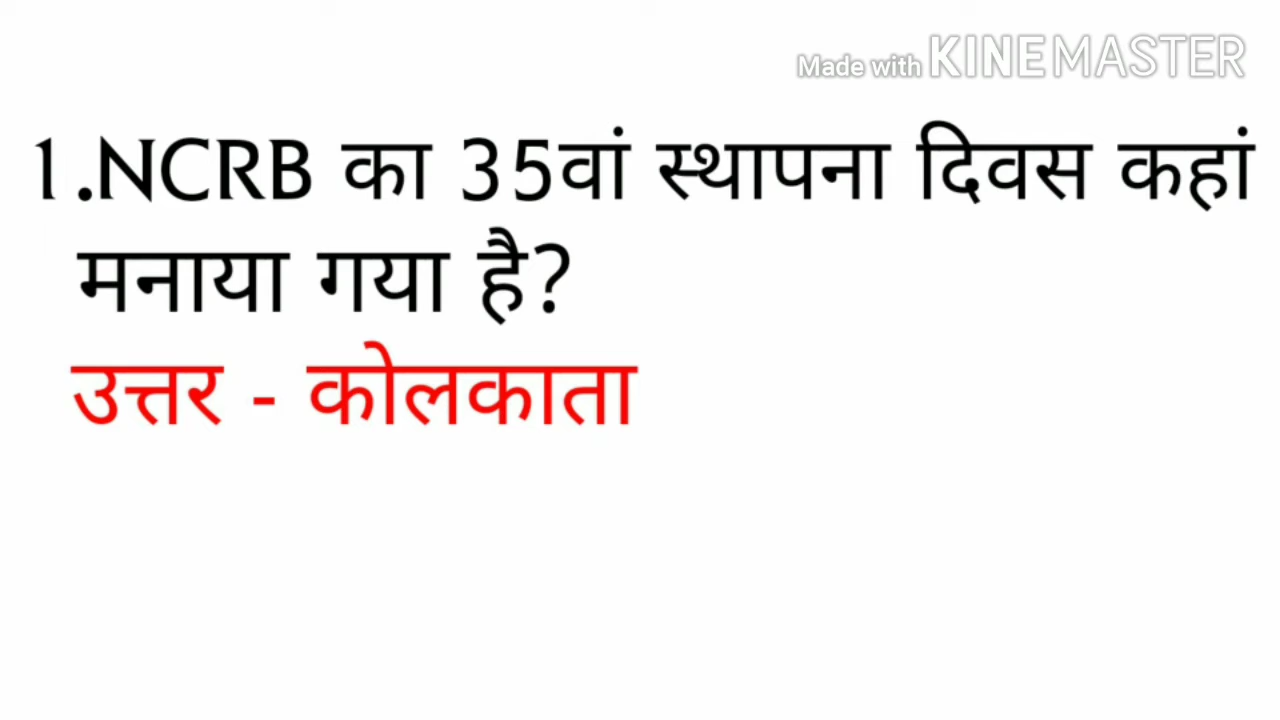 Made with KINEMASTER
1.NCRB का 35वां स्थापना दिवस कहां
मनाया गया है?
उत्तर - कोलकाता